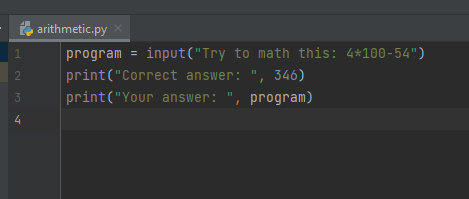 arithmetic.py
1 program = input("Try to math this: 4*100-54")
2 print("Correct answer: ", 346)
3 print("Your answer: ", program)
4